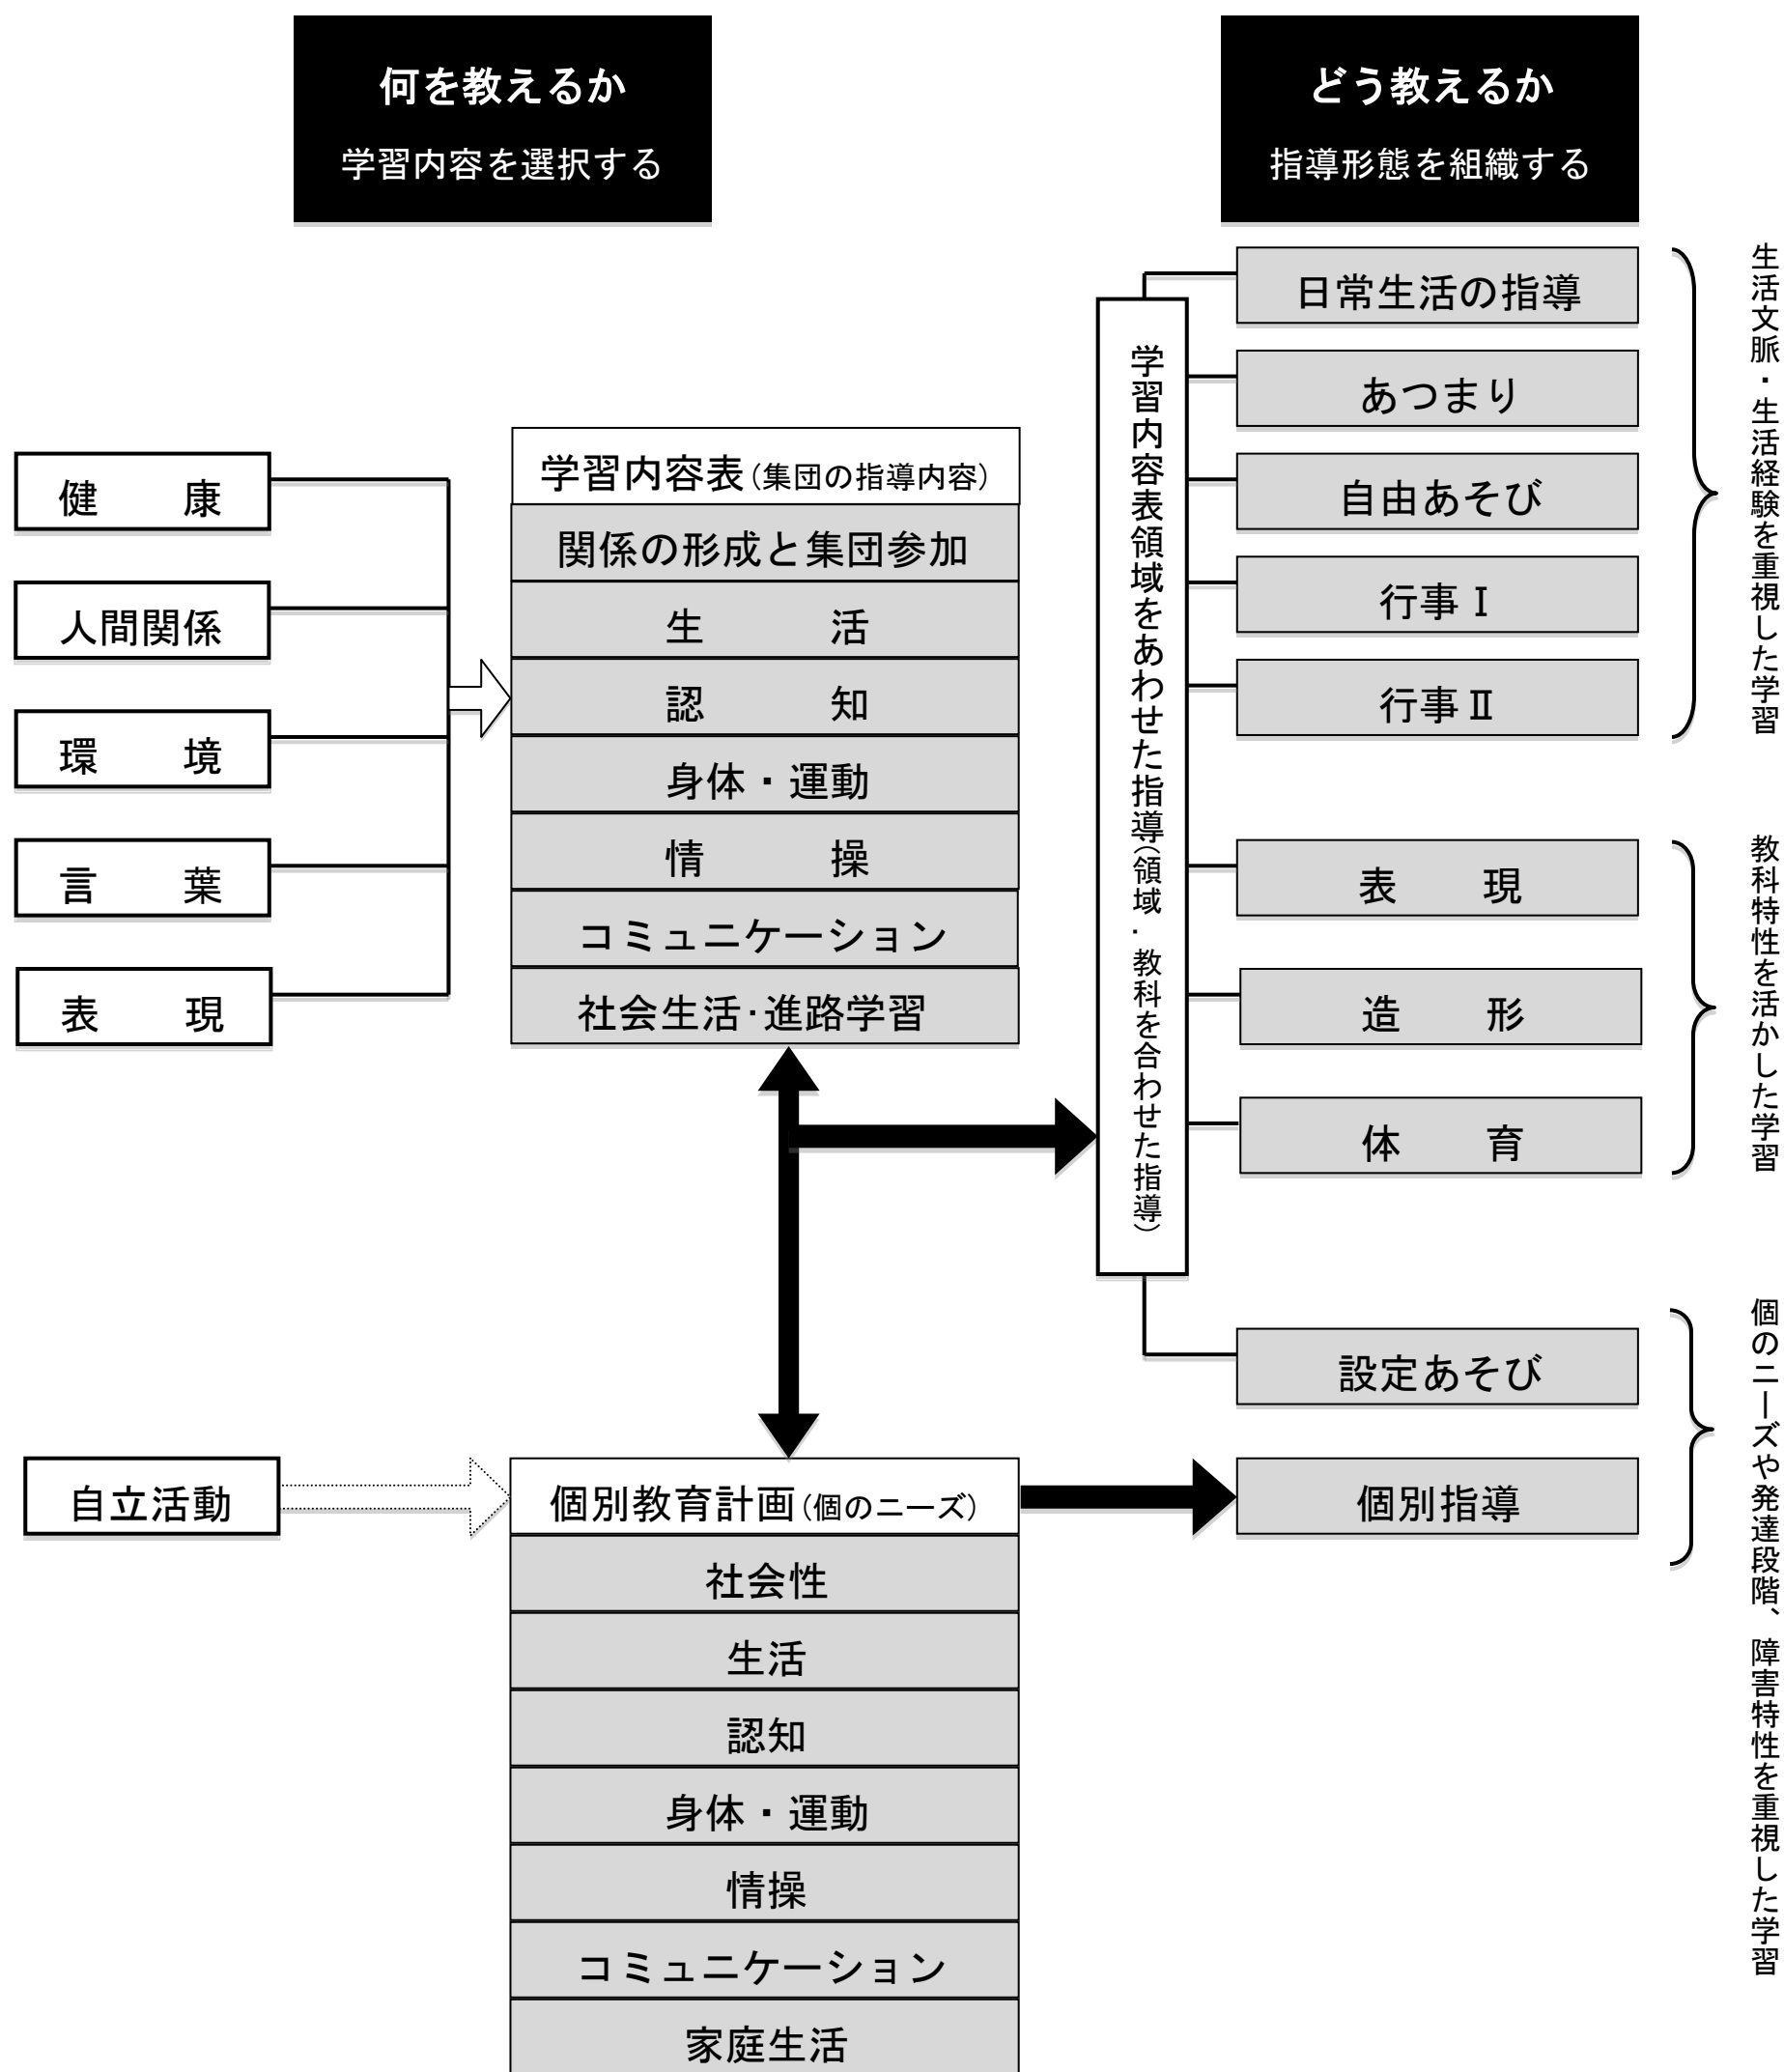 何を教えるか
学習内容を選択する
どう教えるか
指導形態を組織する
健　康
人間関係
環　境
言　葉
表　現
学習内容表(集団の指導内容)
関係の形成と集団参加
生　活
認　知
身体・運動
情　操
コミュニケーション
社会生活・進路学習
学習内容表領域をあわせた指導(領域・教科を合わせた指導)
日常生活の指導
あつまり
自由あそび
行事Ⅰ
行事Ⅱ
表　現
造　形
体　育
設定あそび
生活文脈・生活経験を重視した学習
教科特性を活かした学習
個のニーズや発達段階、障害特性を重視した学習
自立活動
個別教育計画(個のニーズ)
社会性
生活
認知
身体・運動
情操
コミュニケーション
家庭生活
個別指導